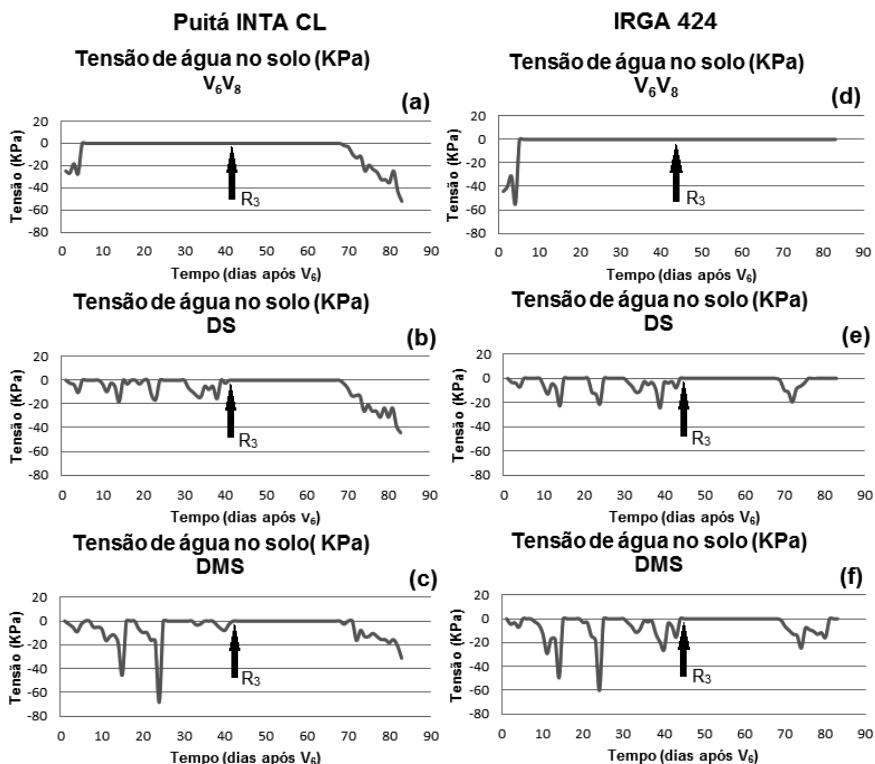 Puitá INTA CL
Tensão de água no solo (KPa)
V₆V₈
(a)
Tensão (KPa)
20
0
-20
-40
-60
-80
R₃
0 10 20 30 40 50 60 70 80 90
Tempo (dias após V₆)
Tensão de água no solo (KPa)
DS
(b)
Tensão (KPa)
20
0
-20
-40
-60
-80
R₃
0 10 20 30 40 50 60 70 80 90
Tempo (dias após V₆)
Tensão de água no solo( KPa)
DMS
(c)
Tensão (KPa)
20
0
-20
-40
-60
-80
R₃
0 10 20 30 40 50 60 70 80 90
Tempo (dias após V₆)
IRGA 424
Tensão de água no solo (KPa)
V₆V₈
(d)
Tensão (KPa)
20
0
-20
-40
-60
-80
R₃
0 10 20 30 40 50 60 70 80 90
Tempo (dias após V₆)
Tensão de água no solo (KPa)
DS
(e)
Tensão (KPa)
20
0
-20
-40
-60
-80
R₃
0 10 20 30 40 50 60 70 80 90
Tempo (dias após V₆)
Tensão de água no solo (KPa)
DMS
(f)
Tensão (KPa)
20
0
-20
-40
-60
-80
R₃
0 10 20 30 40 50 60 70 80 90
Tempo (dias após V₆)